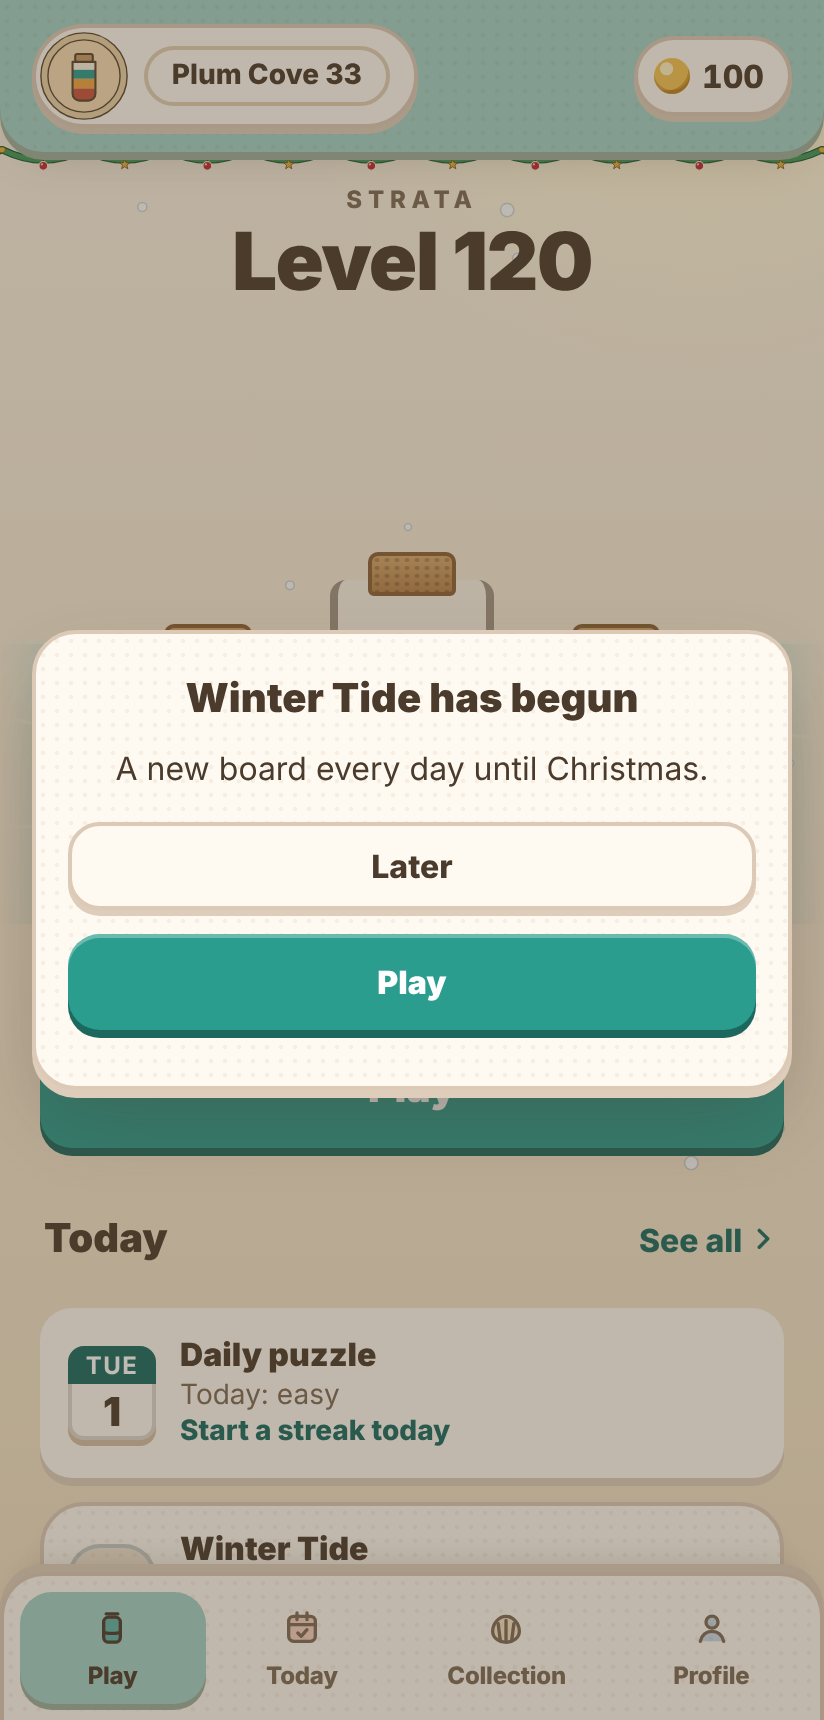 Plum Cove 33
100
STRATA
Level 120
Winter Tide has begun
A new board every day until Christmas.
Later
Play
Play
Today
See all
TUE
1
Daily puzzle
Today: easy
Start a streak today
Winter Tide
Play
Today
Collection
Profile